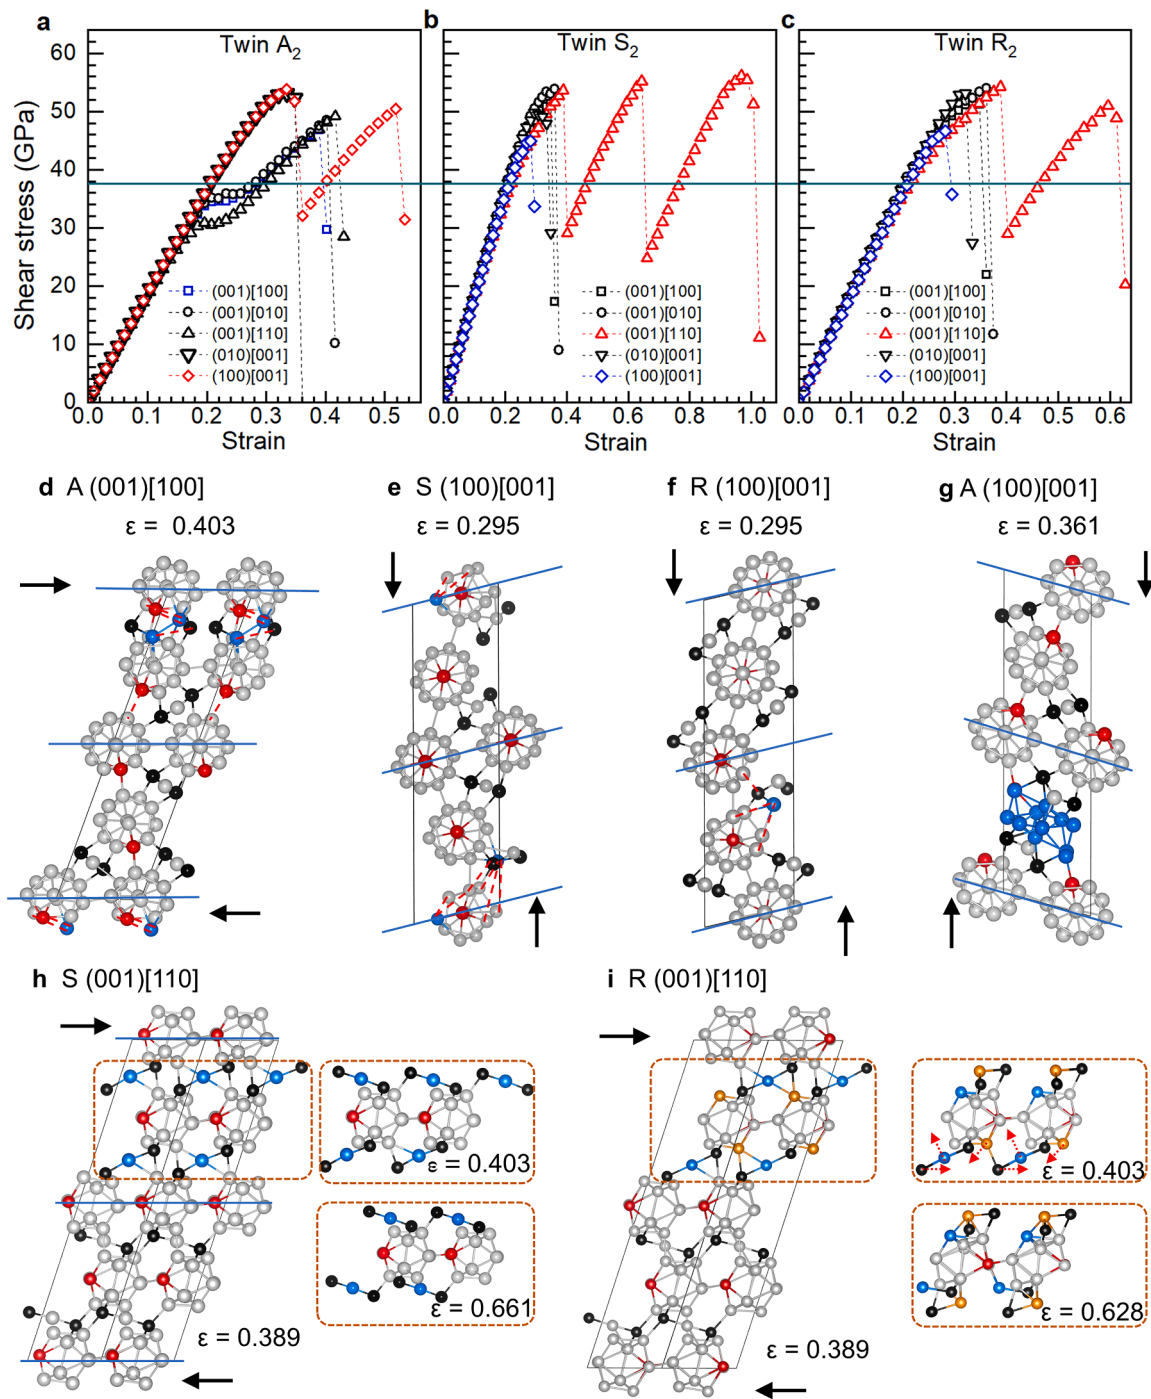 a
b
c
Twin A₂
Twin S₂
Twin R₂
Shear stress (GPa)
60
50
40
30
20
10
0
(001)[100]
(001)[010]
(001)[110]
(010)[001]
(100)[001]
(001)[100]
(001)[010]
(001)[110]
(010)[001]
(100)[001]
(001)[100]
(001)[010]
(001)[110]
(010)[001]
(100)[001]
0.0 0.1 0.2 0.3 0.4 0.5
0.0 0.2 0.4 0.6 0.8 1.0
0.0 0.1 0.2 0.3 0.4 0.5 0.6
Strain
Strain
Strain
d A (001)[100]
ε = 0.403
e S (100)[001]
ε = 0.295
f R (100)[001]
ε = 0.295
g A (100)[001]
ε = 0.361
h S (001)[110]
ε = 0.403
ε = 0.661
ε = 0.389
i R (001)[110]
ε = 0.403
ε = 0.628
ε = 0.389